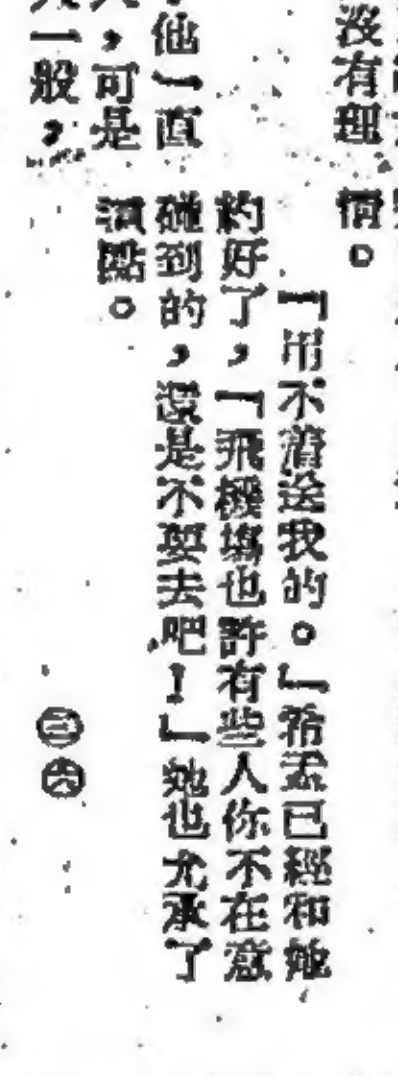 沒有理
情。
「用不着送我的。」希孟已經和她
約好了,「飛機場也許有些人你不在意
碰到的,還是不要去吧!」她也允承了
這點。
他一直
,可是
一般,
㊂㊅